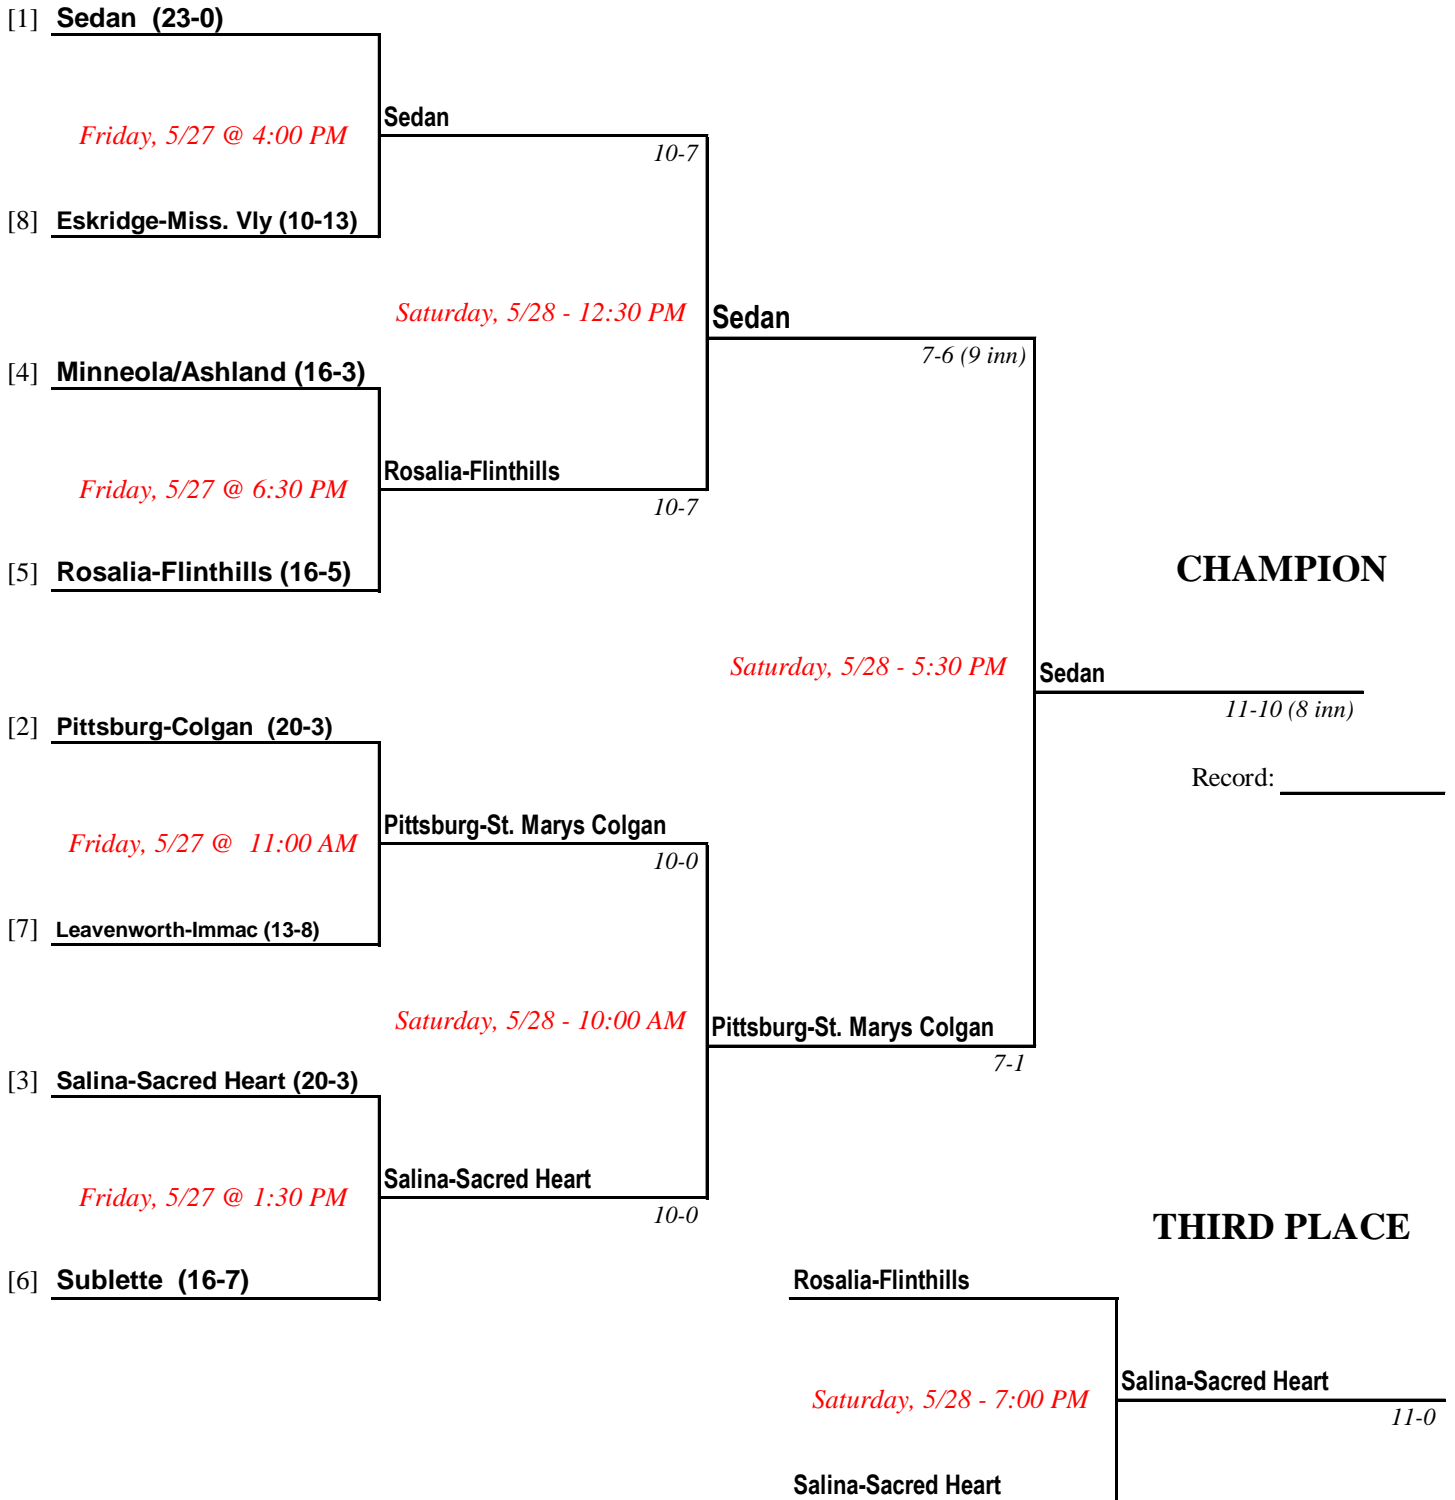 [1] Sedan (23-0)
Sedan
Friday, 5/27 @ 4:00 PM
10-7
[8] Eskridge-Miss. Vly (10-13)
Saturday, 5/28 - 12:30 PM
Sedan
7-6 (9 inn)
[4] Minneola/Ashland (16-3)
Rosalia-Flinthills
Friday, 5/27 @ 6:30 PM
10-7
[5] Rosalia-Flinthills (16-5)
CHAMPION
Saturday, 5/28 - 5:30 PM
Sedan
11-10 (8 inn)
[2] Pittsburg-Colgan (20-3)
Record:
Pittsburg-St. Marys Colgan
Friday, 5/27 @ 11:00 AM
10-0
[7] Leavenworth-Immac (13-8)
Saturday, 5/28 - 10:00 AM
Pittsburg-St. Marys Colgan
7-1
[3] Salina-Sacred Heart (20-3)
Salina-Sacred Heart
Friday, 5/27 @ 1:30 PM
10-0
THIRD PLACE
[6] Sublette (16-7)
Rosalia-Flinthills
Salina-Sacred Heart
Saturday, 5/28 - 7:00 PM
11-0
Salina-Sacred Heart